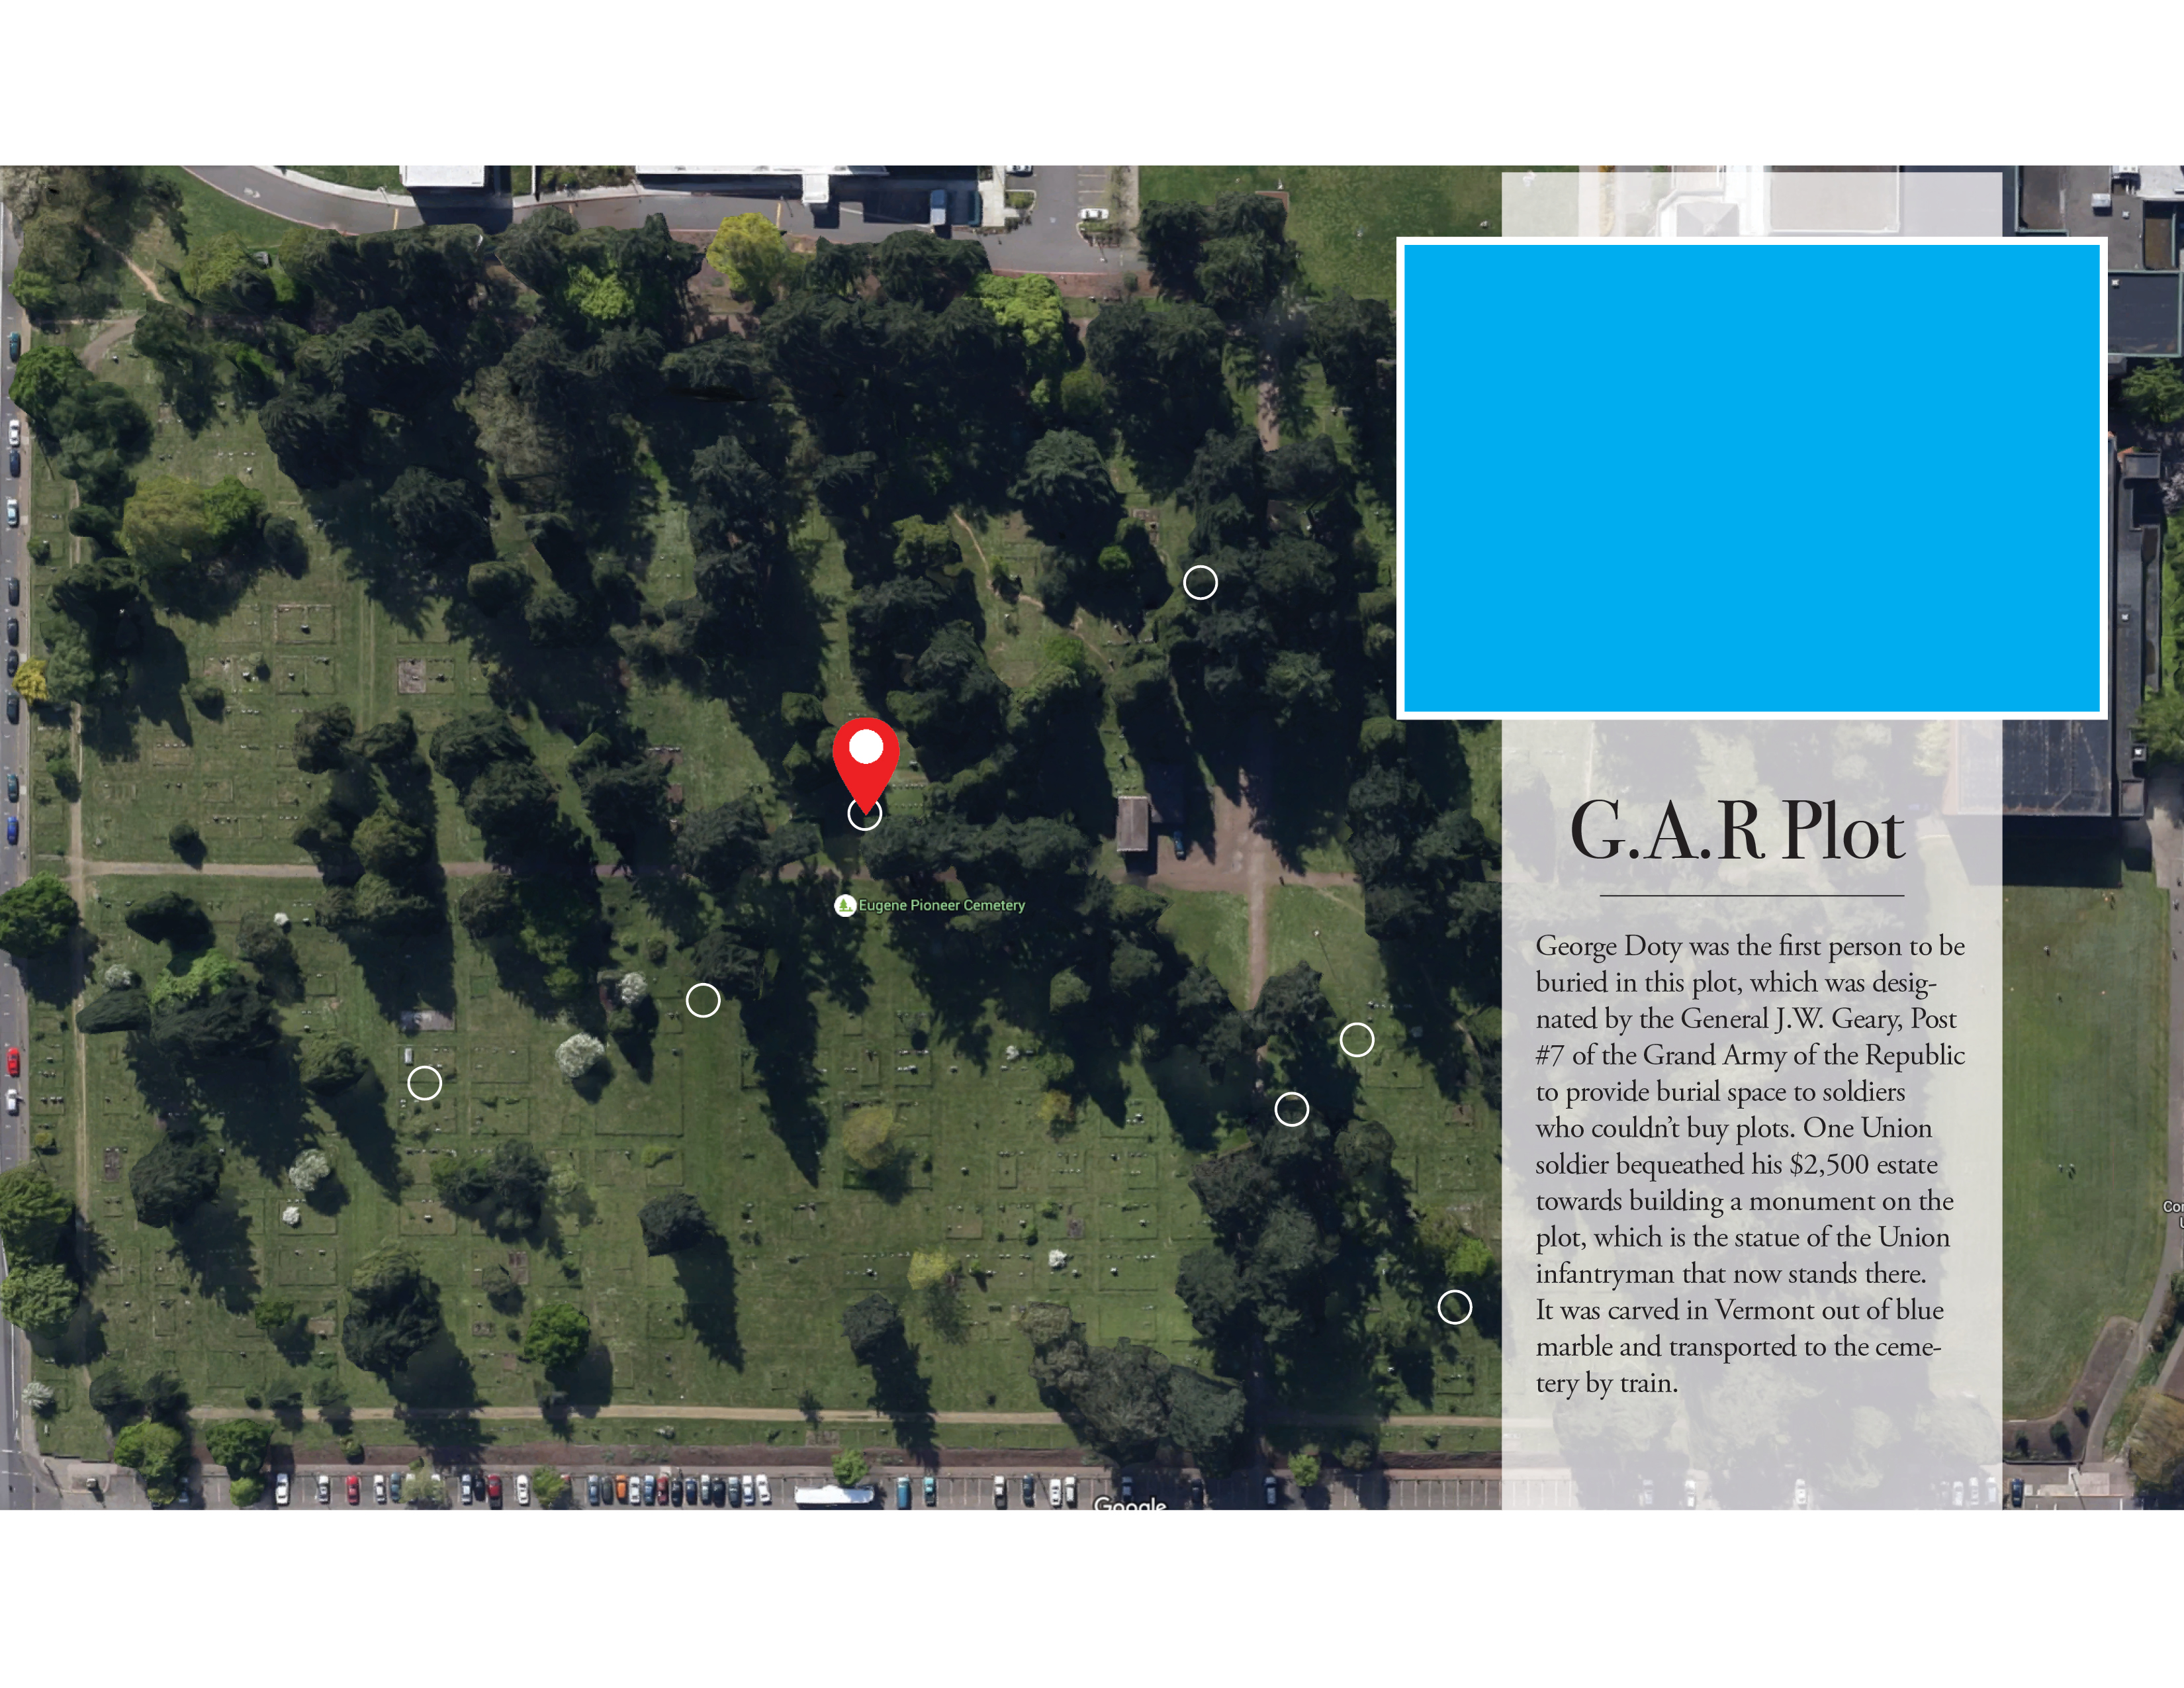 G.A.R Plot
George Doty was the first person to be
buried in this plot, which was desig-
nated by the General J.W. Geary, Post
#7 of the Grand Army of the Republic
to provide burial space to soldiers
who couldn’t buy plots. One Union
soldier bequeathed his $2,500 estate
towards building a monument on the
plot, which is the statue of the Union
infantryman that now stands there.
It was carved in Vermont out of blue
marble and transported to the ceme-
tery by train.
Eugene Pioneer Cemetery
Google